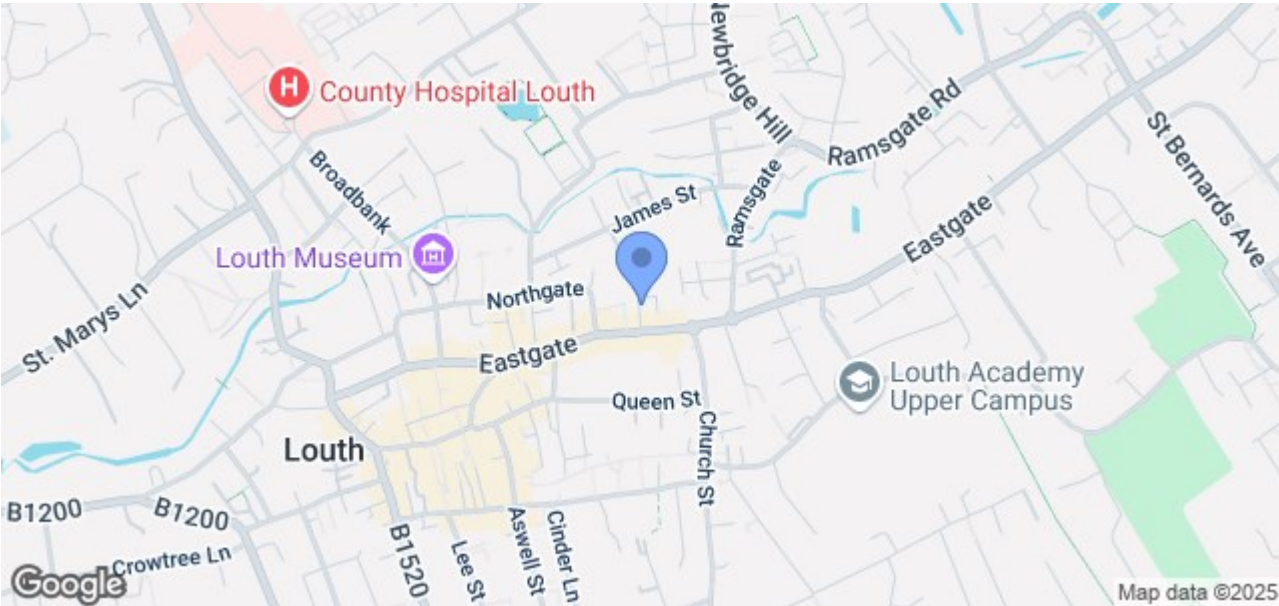 Newbridge Hill
County Hospital Louth
Ramsgate Rd
St Bernards Ave
Broadbank
James St
Ramsgate
Louth Museum
Eastgate
St. Marys Ln
Northgate
Eastgate
Louth Academy
Upper Campus
Queen St
Church St
Louth
B1200
B1200
Aswell St
Cinder Ln
B1520
Lee St
Crowtree Ln
Google
Map data ©2025